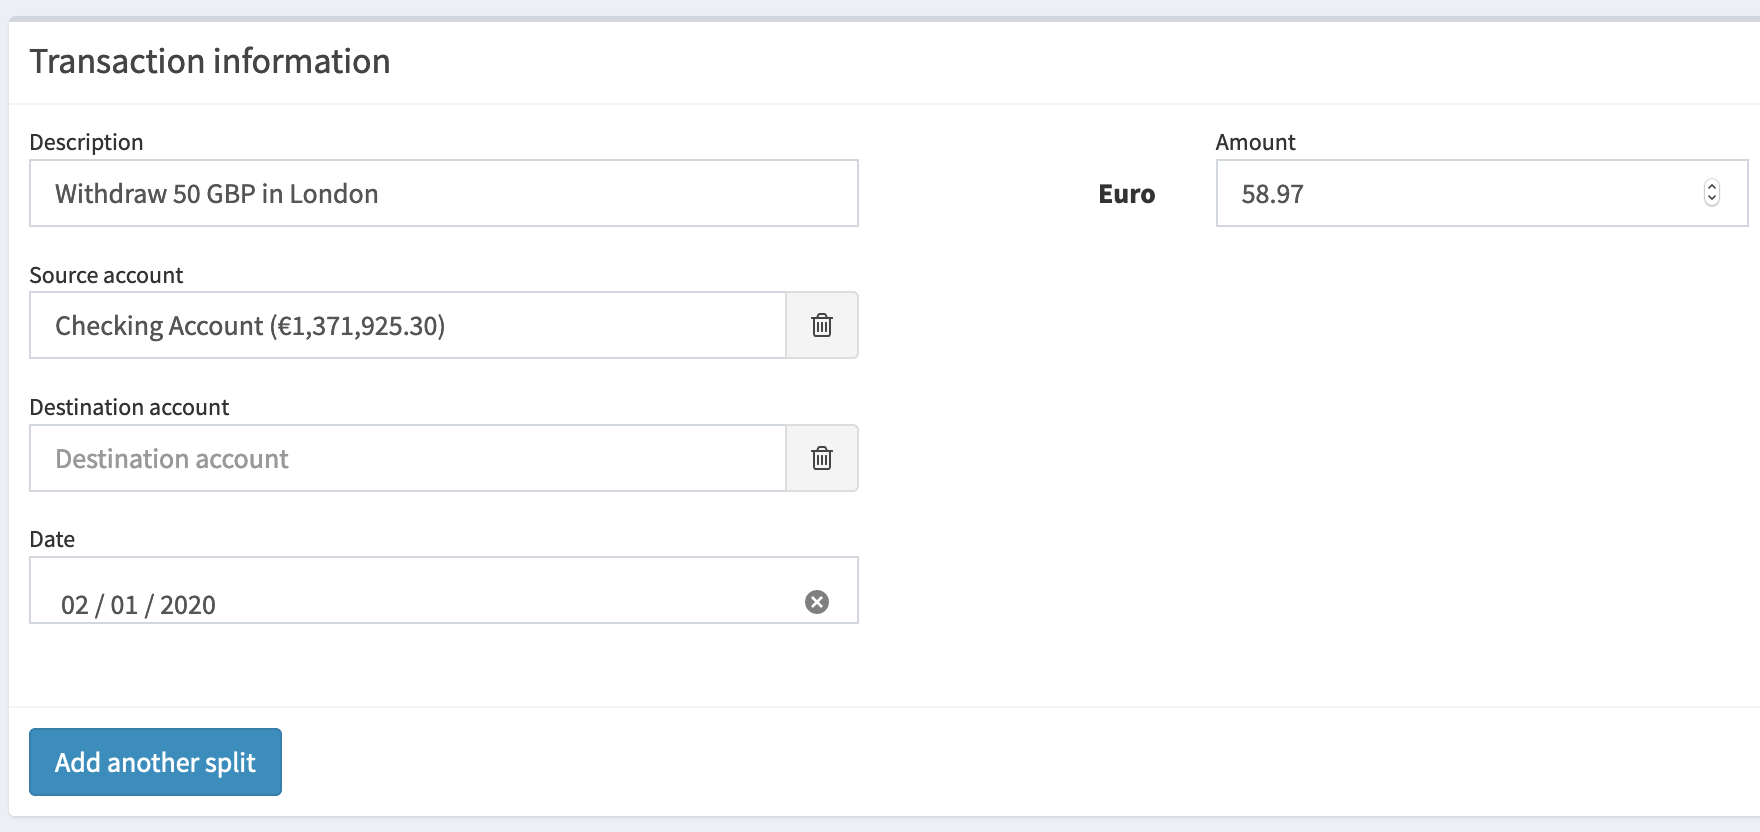 Transaction information
Description
Withdraw 50 GBP in London
Euro
Amount
58.97
Source account
Checking Account (€1,371,925.30)
Destination account
Destination account
Date
02 / 01 / 2020
Add another split